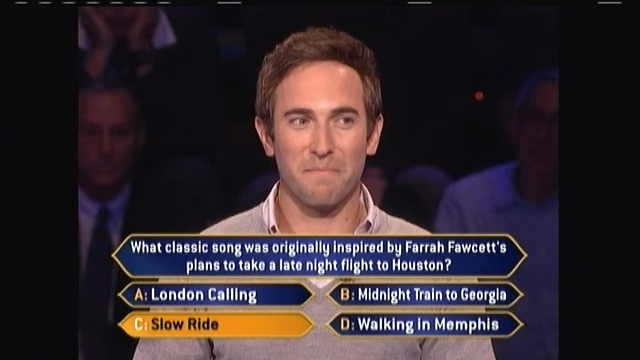 What classic song was originally inspired by Farrah Fawcett's
plans to take a late night flight to Houston?
A: London Calling
B: Midnight Train to Georgia
C: Slow Ride
D: Walking in Memphis